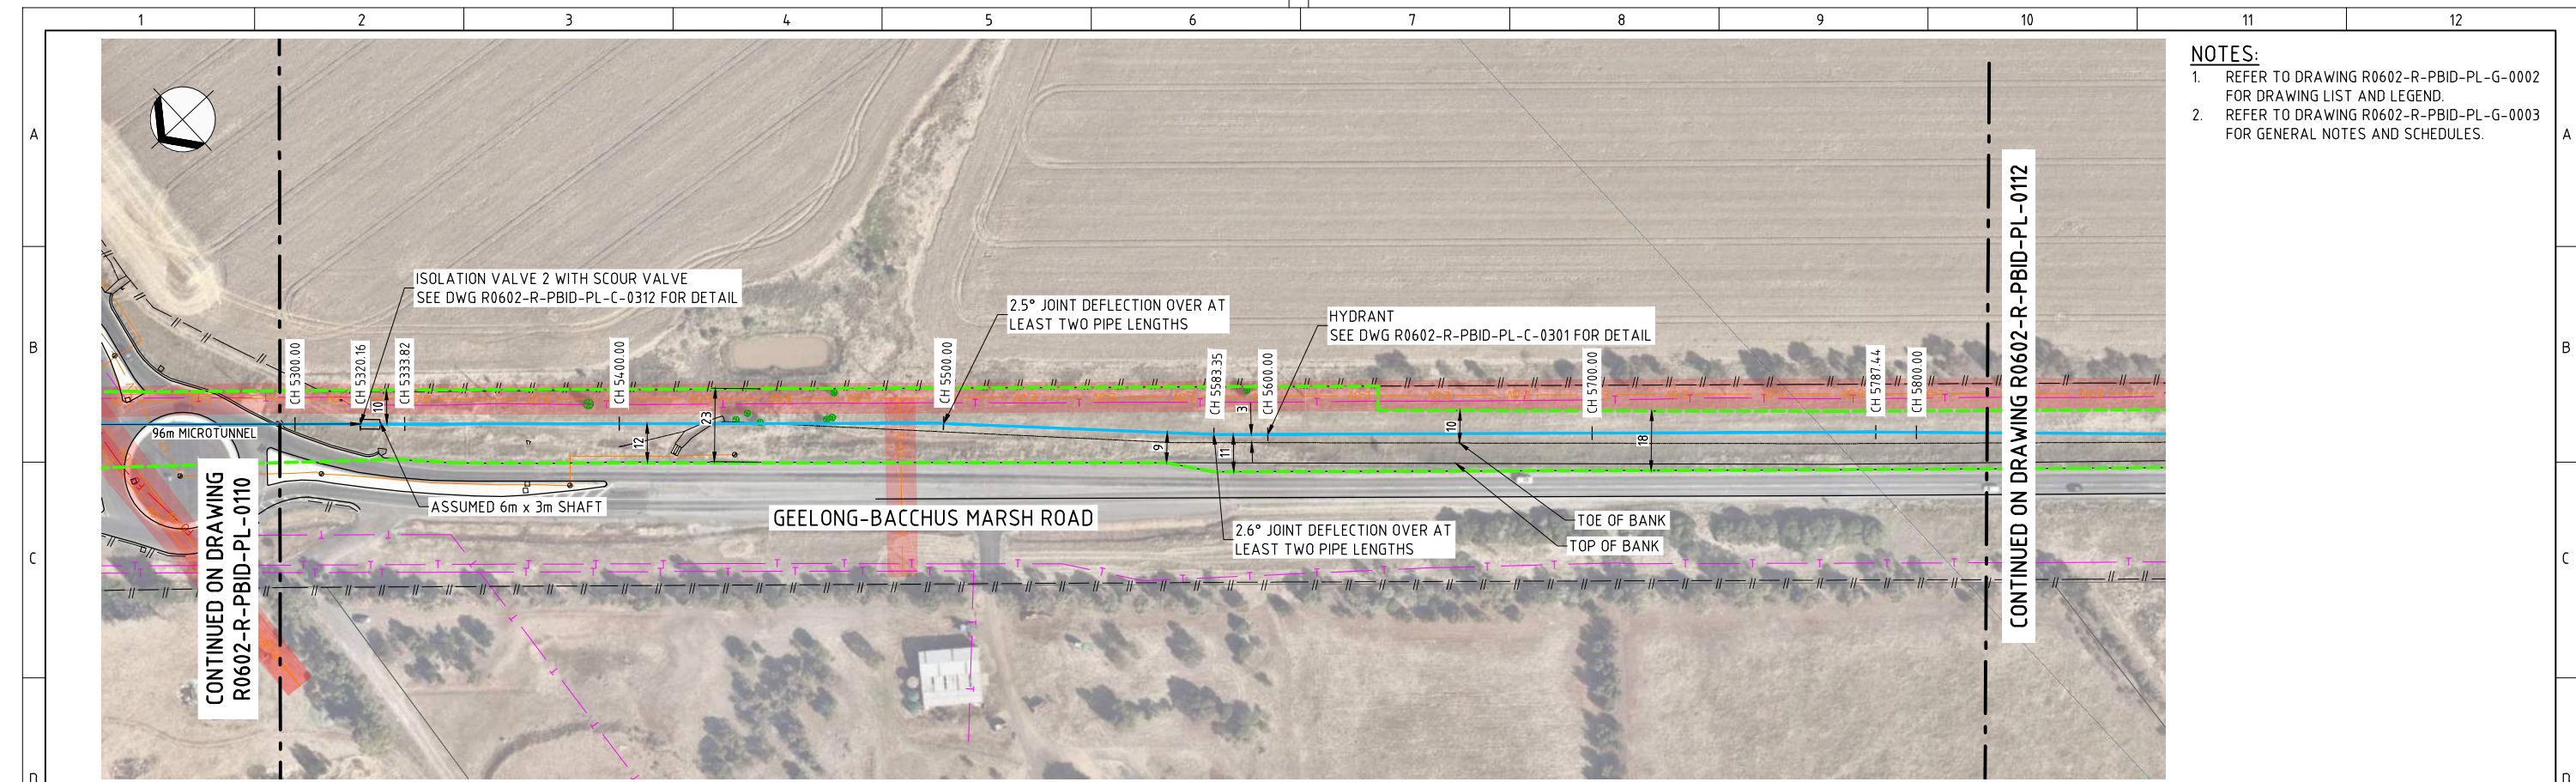 1 2 3 4 5 6 7 8 9 10 11 12
A
A
B
B
C
C
D
D
NOTES:
1. REFER TO DRAWING R0602-R-PBID-PL-G-0002
FOR DRAWING LIST AND LEGEND.
2. REFER TO DRAWING R0602-R-PBID-PL-G-0003
FOR GENERAL NOTES AND SCHEDULES.
CONTINUED ON DRAWING
R0602-R-PBID-PL-0110
CONTINUED ON DRAWING R0602-R-PBID-PL-0112
ISOLATION VALVE 2 WITH SCOUR VALVE
SEE DWG R0602-R-PBID-PL-C-0312 FOR DETAIL
2.5° JOINT DEFLECTION OVER AT
LEAST TWO PIPE LENGTHS
HYDRANT
SEE DWG R0602-R-PBID-PL-C-0301 FOR DETAIL
CH 5300.00
CH 5320.16
CH 5333.82
CH 5400.00
CH 5500.00
CH 5583.35
CH 5600.00
CH 5700.00
CH 5787.44
CH 5800.00
10
23
3
12
9
11
10
18
96m MICROTUNNEL
ASSUMED 6m x 3m SHAFT
GEELONG-BACCHUS MARSH ROAD
2.6° JOINT DEFLECTION OVER AT
LEAST TWO PIPE LENGTHS
TOE OF BANK
TOP OF BANK